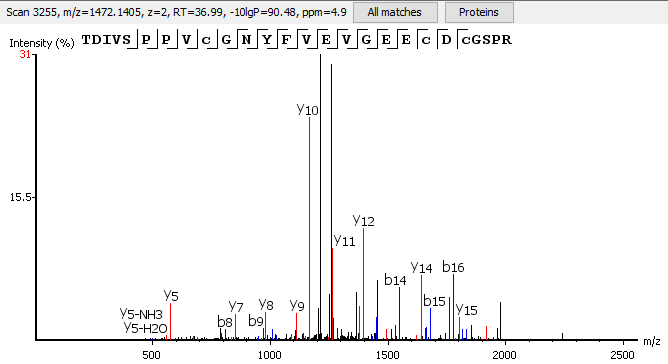 Scan 3255, m/z=1472.1405, z=2, RT=36.99, -10lgP=90.48, ppm=4.9 All matches Proteins
Intensity (%) TDIVSPPVCGNYFVEVGEECDcGSPR
31
y10
15.5
y12
y11
y14
b16
b14
y5
y5-NH3
y5-H2O
b8
y7
b9
y8
y9
b15
y15
500 1000 1500 2000 2500 m/z